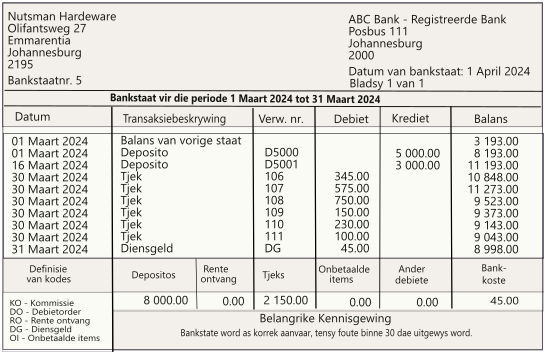 Nutsman Hardeware
Olifantsweg 27
Emmarentia
Johannesburg
2195
Bankstaatnr. 5
ABC Bank - Registreerde Bank
Posbus 111
Johannesburg
2000
Datum van bankstaat: 1 April 2024
Bladsy 1 van 1
Bankstaat vir die periode 1 Maart 2024 tot 31 Maart 2024
Datum Transaksiebeskrywing Verw. nr. Debiet Krediet Balans
01 Maart 2024 Balans van vorige staat 3 193.00
01 Maart 2024 Deposito D5000 5 000.00 8 193.00
16 Maart 2024 Deposito D5001 3 000.00 11 193.00
30 Maart 2024 Tjek 106 345.00 10 848.00
30 Maart 2024 Tjek 107 575.00 11 273.00
30 Maart 2024 Tjek 108 750.00 9 523.00
30 Maart 2024 Tjek 109 150.00 9 373.00
30 Maart 2024 Tjek 110 230.00 9 143.00
30 Maart 2024 Tjek 111 100.00 9 043.00
31 Maart 2024 Diensgeld DG 45.00 8 998.00
Definisie van kodes
Depositos
Rente ontvang
Tjeks
Onbetaalde items
Ander debiete
Bank-koste
8 000.00 0.00 2 150.00 0.00 0.00 45.00
KO - Kommissie
DO - Debietorder
RO - Rente ontvang
DG - Diensgeld
OI - Onbetaalde items
Belangrike Kennisgewing
Bankstate word as korrek aanvaar, tensy foute binne 30 dae uitgewys word.